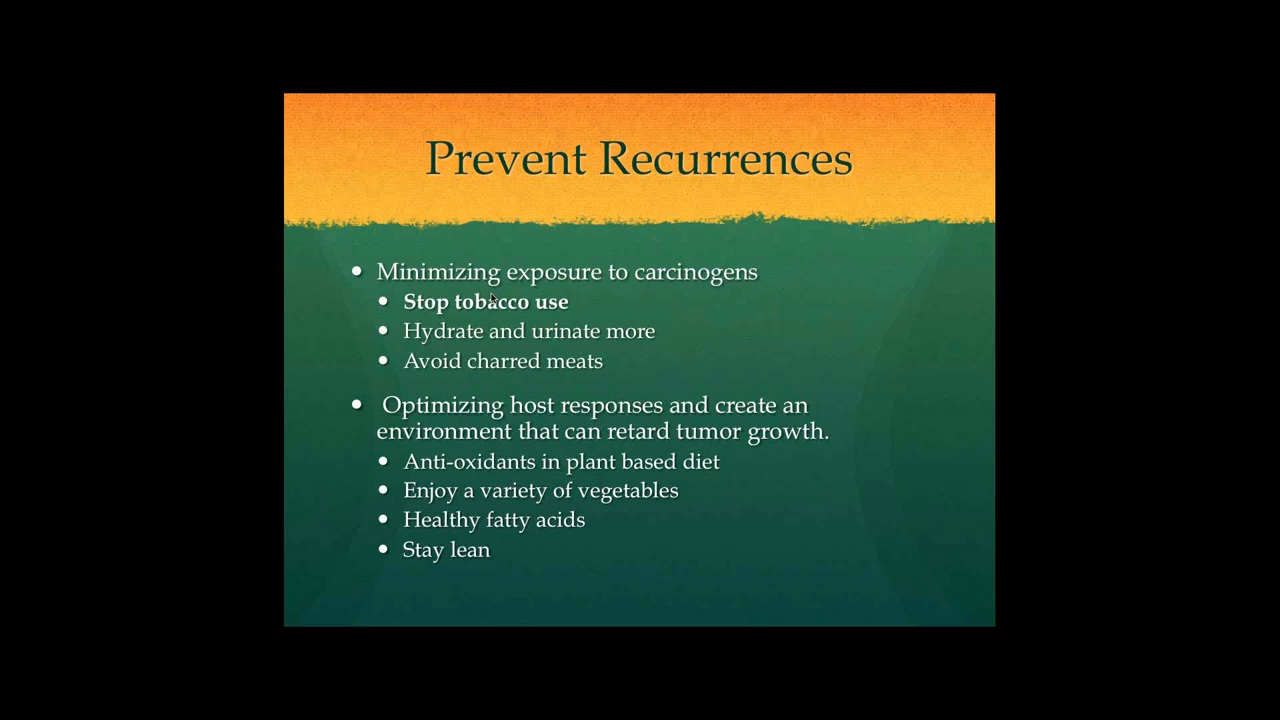 Prevent Recurrences
• Minimizing exposure to carcinogens
• Stop tobacco use
• Hydrate and urinate more
• Avoid charred meats
• Optimizing host responses and create an
environment that can retard tumor growth.
• Anti-oxidants in plant based diet
• Enjoy a variety of vegetables
• Healthy fatty acids
• Stay lean